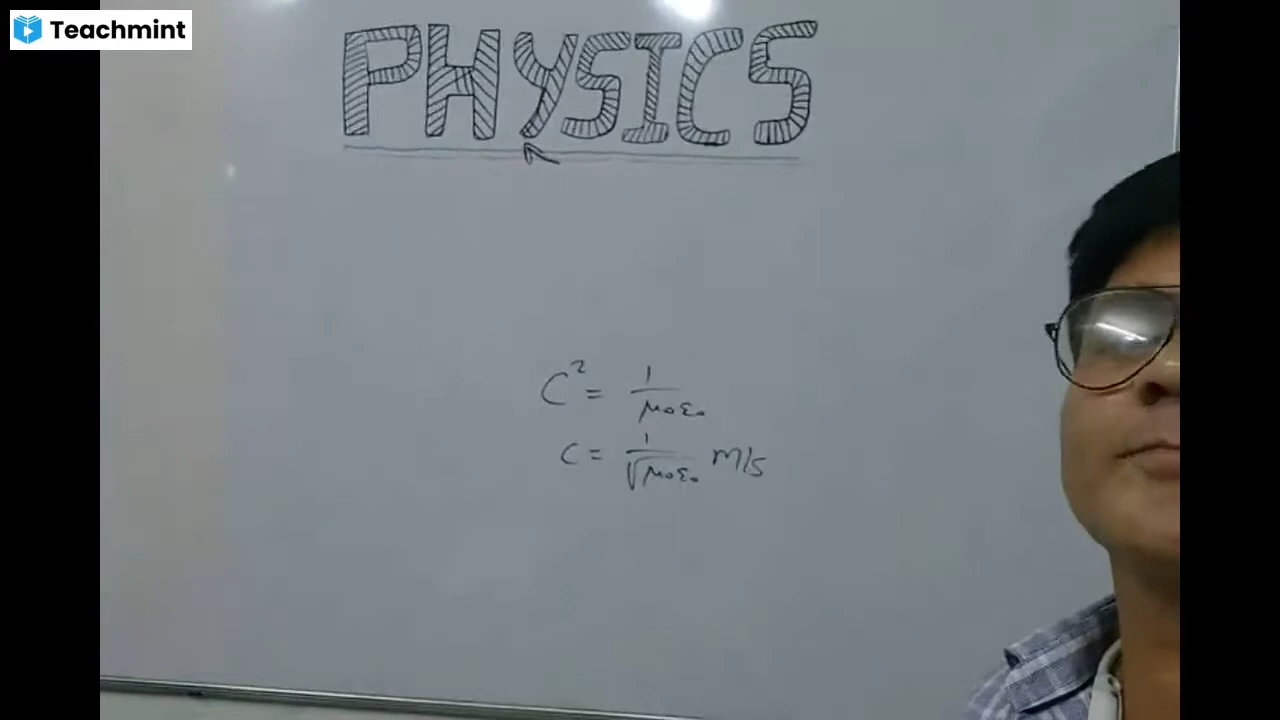 Teachmint
PHYSICS
C² = 1/μ₀ε₀
C = 1/√μ₀ε₀ m/s